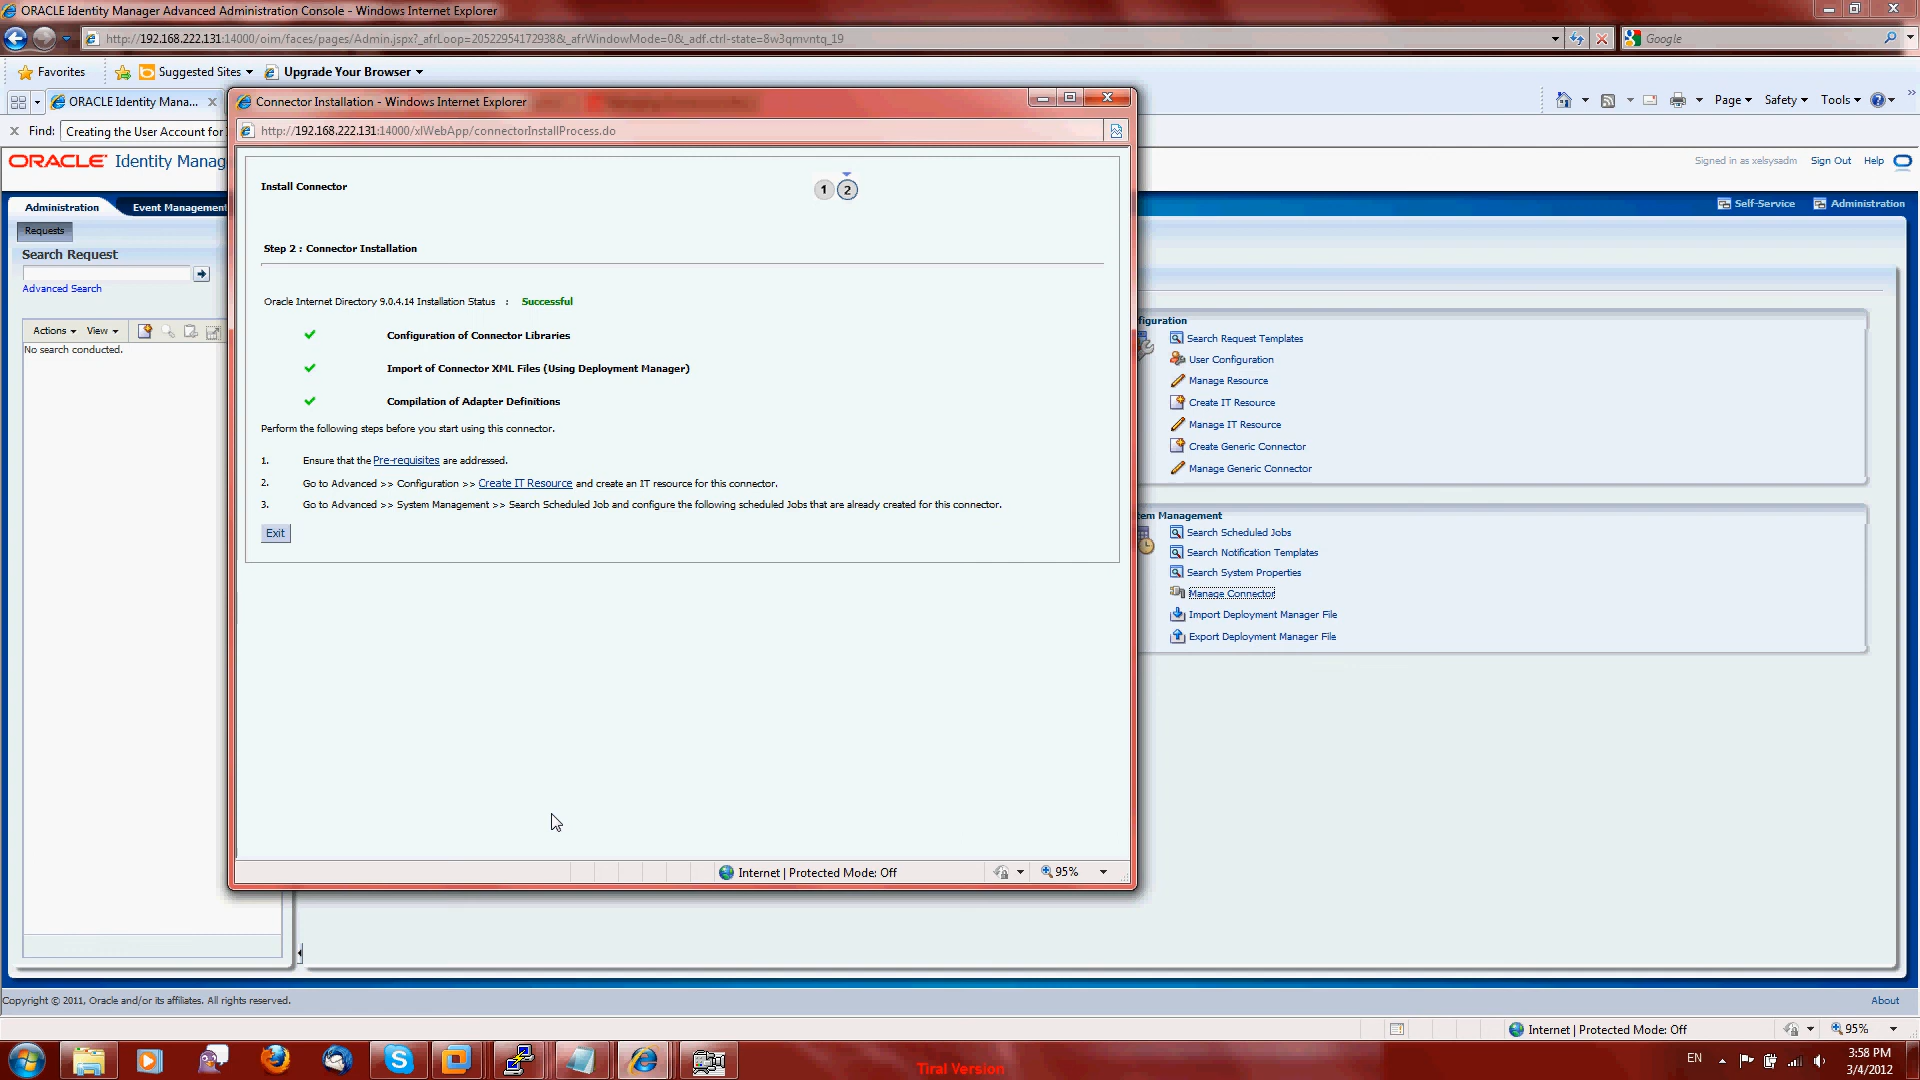 ORACLE Identity Manager Advanced Administration Console - Windows Internet Explorer
http://192.168.222.131:14000/oim/faces/pages/Admin.jspx?_afrLoop=20522954172938&_afrWindowMode=0&_adf.ctrl-state=8w3qmvntq_19
Google
Favorites
Suggested Sites
Upgrade Your Browser
ORACLE Identity Mana...
Page
Safety
Tools
Find: Creating the User Account for
ORACLE Identity Manag
Signed in as xelsysadm
Sign Out
Help
Administration
Event Management
Self-Service
Administration
Requests
Search Request
Advanced Search
Actions
View
No search conducted.
Connector Installation - Windows Internet Explorer
http://192.168.222.131:14000/xlWebApp/connectorInstallProcess.do
Install Connector
1 2
Step 2 : Connector Installation
Oracle Internet Directory 9.0.4.14 Installation Status : Successful
Configuration of Connector Libraries
Import of Connector XML Files (Using Deployment Manager)
Compilation of Adapter Definitions
Perform the following steps before you start using this connector.
1. Ensure that the Pre-requisites are addressed.
2. Go to Advanced >> Configuration >> Create IT Resource and create an IT resource for this connector.
3. Go to Advanced >> System Management >> Search Scheduled Job and configure the following scheduled Jobs that are already created for this connector.
Exit
Internet | Protected Mode: Off
95%
figuration
Search Request Templates
User Configuration
Manage Resource
Create IT Resource
Manage IT Resource
Create Generic Connector
Manage Generic Connector
tem Management
Search Scheduled Jobs
Search Notification Templates
Search System Properties
Manage Connector
Import Deployment Manager File
Export Deployment Manager File
Copyright © 2011, Oracle and/or its affiliates. All rights reserved.
About
Internet | Protected Mode: Off
95%
Tiral Version
EN
3:58 PM
3/4/2012